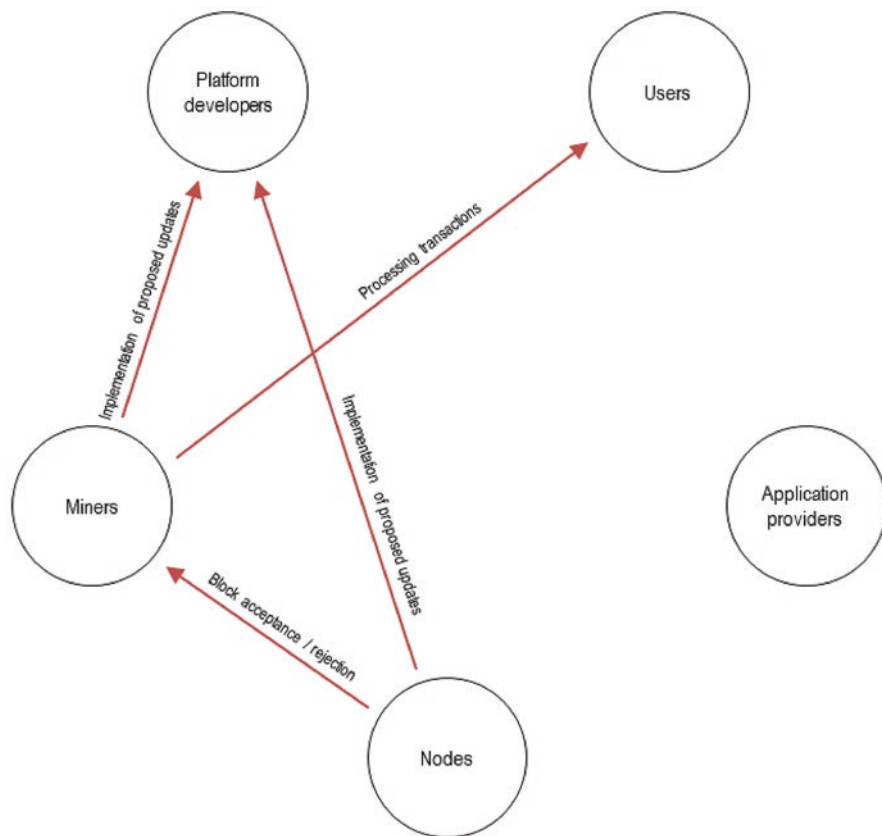 Platform
developers
Users
Implementation of proposed updates
Processing transactions
Implementation of proposed updates
Miners
Application
providers
Block acceptance / rejection
Nodes